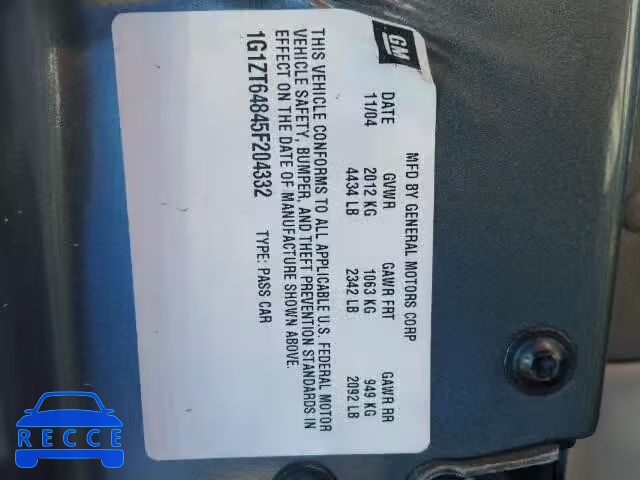 GM
MFD BY GENERAL MOTORS CORP
DATE GVWR GAWR FRT GAWR RR
11/04 2012 KG 1063 KG 949 KG
4434 LB 2342 LB 2092 LB
THIS VEHICLE CONFORMS TO ALL APPLICABLE U.S. FEDERAL MOTOR
VEHICLE SAFETY, BUMPER, AND THEFT PREVENTION STANDARDS IN
EFFECT ON THE DATE OF MANUFACTURE SHOWN ABOVE.
1G1ZT64845F204332 TYPE: PASS CAR
RECCE